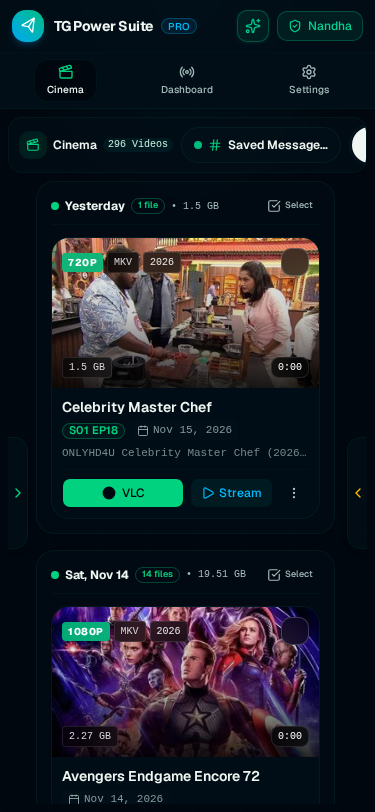 TG Power Suite PRO
Nandha
Cinema
Dashboard
Settings
Cinema 296 Videos
# Saved Message...
Yesterday 1 file • 1.5 GB
Select
720P MKV 2026
1.5 GB
0:00
Celebrity Master Chef
S01 EP18 Nov 15, 2026
ONLYHD4U Celebrity Master Chef (2026…
VLC
Stream
Sat, Nov 14 14 files • 19.51 GB
Select
1080P MKV 2026
2.27 GB
0:00
Avengers Endgame Encore 72
Nov 14, 2026